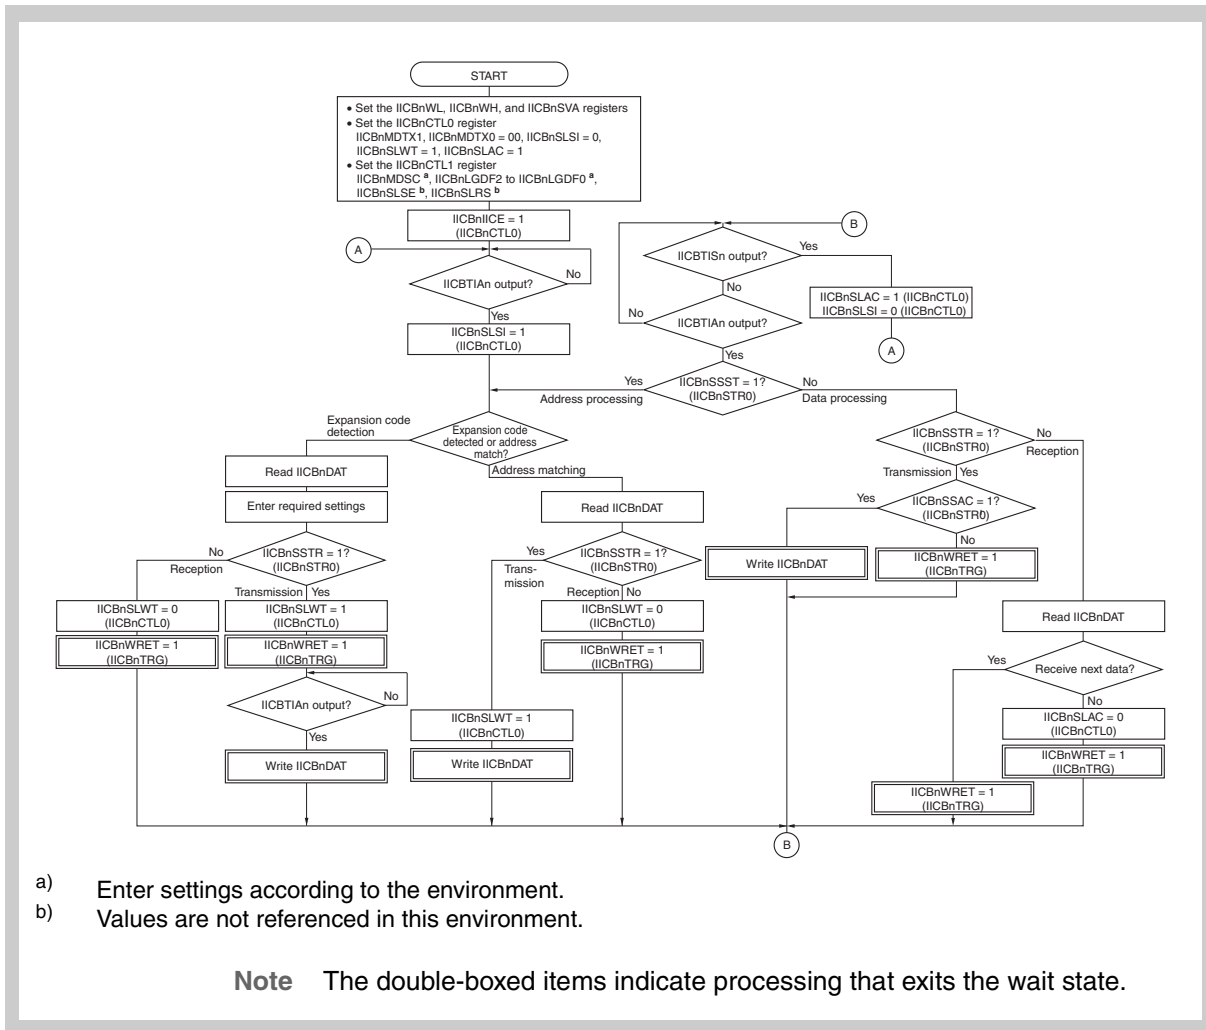 START
• Set the IICBnWL, IICBnWH, and IICBnSVA registers
• Set the IICBnCTL0 register
IICBnMDTX1, IICBnMDTX0 = 00, IICBnSLSI = 0,
IICBnSLWT = 1, IICBnSLAC = 1
• Set the IICBnCTL1 register
IICBnMDSC a, IICBnLGDF2 to IICBnLGDF0 a,
IICBnSLSE b, IICBnSLRS b
IICBnIICE = 1
(IICBnCTL0)
A
IICBTIAn output?
No
Yes
IICBnSLSI = 1
(IICBnCTL0)
B
IICBTISn output?
Yes
No
IICBnSLAC = 1 (IICBnCTL0)
IICBnSLSI = 0 (IICBnCTL0)
A
IICBTIAn output?
No
Yes
IICBnSSST = 1?
(IICBnSTR0)
Yes
Address processing
No
Data processing
Expansion code
detection
Expansion code
detected or address
match?
Address matching
Read IICBnDAT
Enter required settings
IICBnSSTR = 1?
(IICBnSTR0)
No
Reception
Transmission Yes
IICBnSLWT = 0
(IICBnCTL0)
IICBnWRET = 1
(IICBnTRG)
IICBnSLWT = 1
(IICBnCTL0)
IICBnWRET = 1
(IICBnTRG)
IICBTIAn output?
No
Yes
Write IICBnDAT
Read IICBnDAT
IICBnSSTR = 1?
(IICBnSTR0)
Yes
Trans-
mission
Reception No
IICBnSLWT = 0
(IICBnCTL0)
IICBnWRET = 1
(IICBnTRG)
IICBnSLWT = 1
(IICBnCTL0)
Write IICBnDAT
IICBnSSTR = 1?
(IICBnSTR0)
No
Reception
Transmission Yes
IICBnSSAC = 1?
(IICBnSTR0)
Yes
No
Write IICBnDAT
IICBnWRET = 1
(IICBnTRG)
Read IICBnDAT
Receive next data?
Yes
No
IICBnSLAC = 0
(IICBnCTL0)
IICBnWRET = 1
(IICBnTRG)
IICBnWRET = 1
(IICBnTRG)
B
a) Enter settings according to the environment.
b) Values are not referenced in this environment.
Note The double-boxed items indicate processing that exits the wait state.